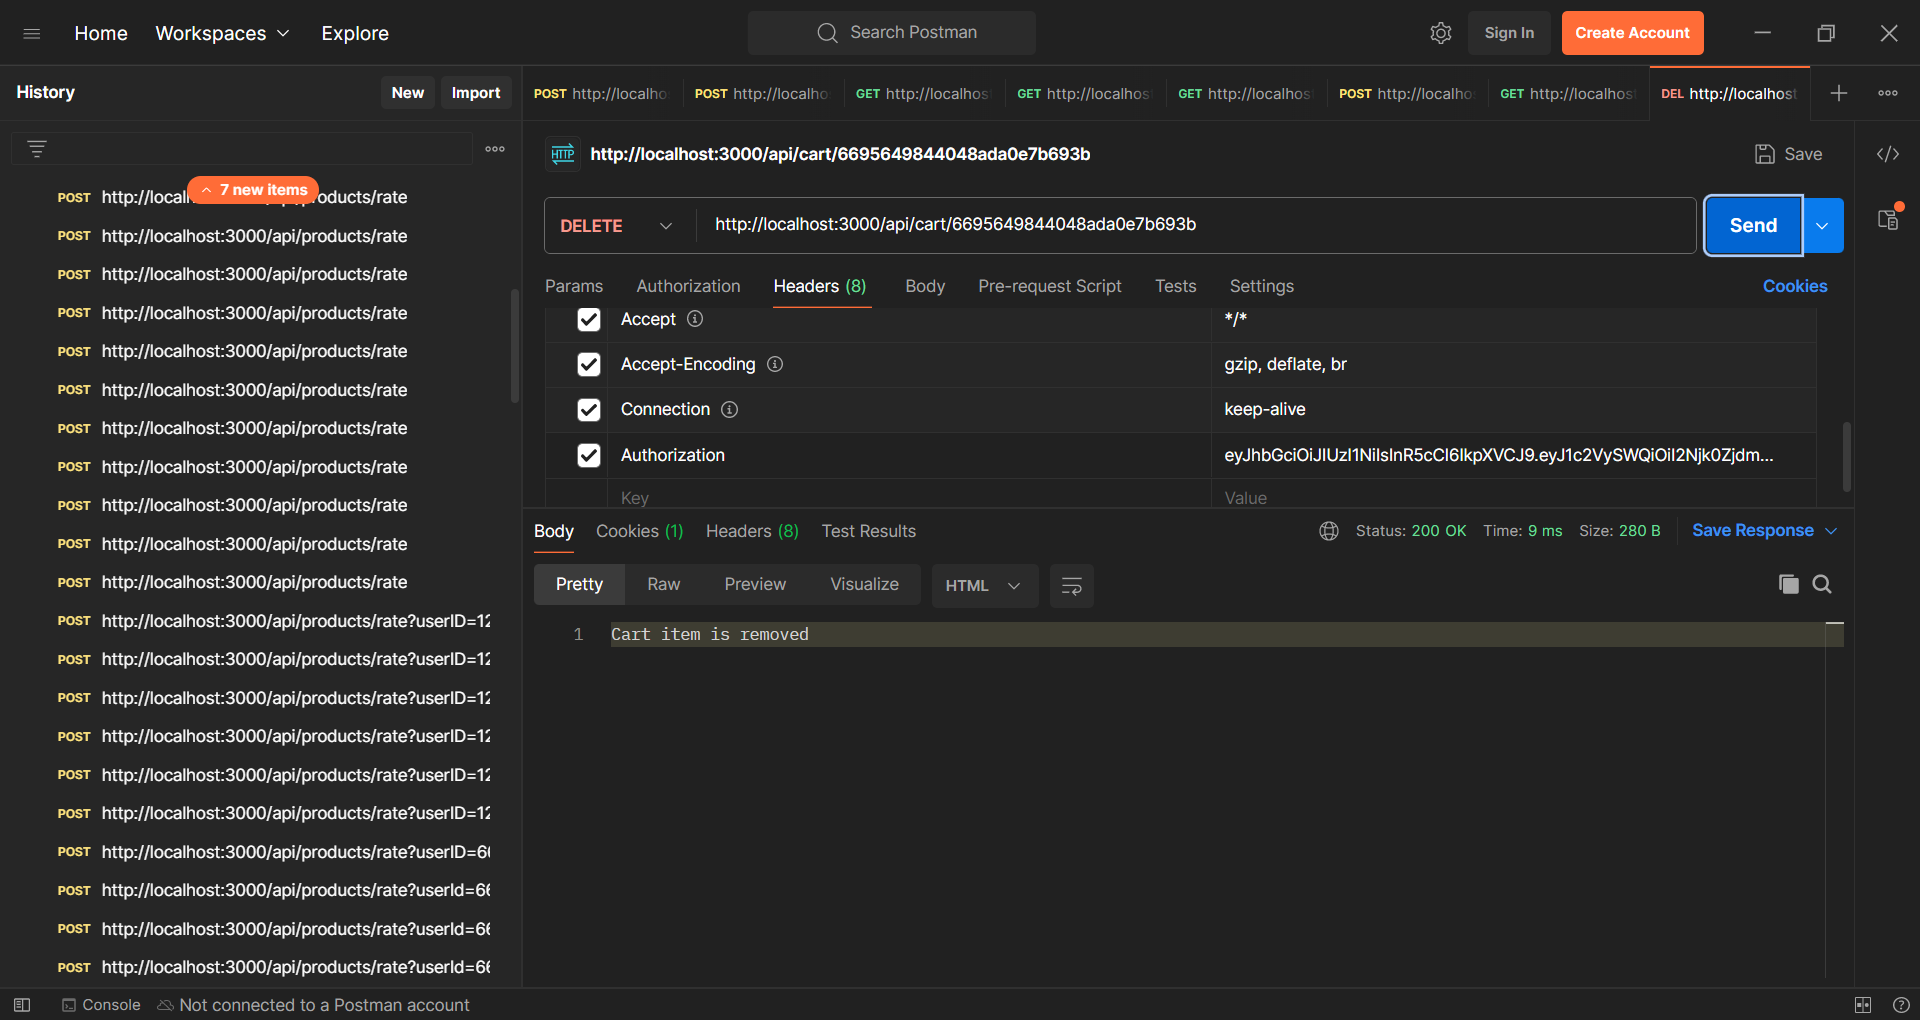 Home Workspaces Explore Search Postman Sign In Create Account
History New Import
7 new items
POST http://locall products/rate
POST http://localhost:3000/api/products/rate
POST http://localhost:3000/api/products/rate
POST http://localhost:3000/api/products/rate
POST http://localhost:3000/api/products/rate
POST http://localhost:3000/api/products/rate
POST http://localhost:3000/api/products/rate
POST http://localhost:3000/api/products/rate
POST http://localhost:3000/api/products/rate
POST http://localhost:3000/api/products/rate
POST http://localhost:3000/api/products/rate
POST http://localhost:3000/api/products/rate?userID=12
POST http://localhost:3000/api/products/rate?userID=12
POST http://localhost:3000/api/products/rate?userID=12
POST http://localhost:3000/api/products/rate?userID=12
POST http://localhost:3000/api/products/rate?userID=12
POST http://localhost:3000/api/products/rate?userID=12
POST http://localhost:3000/api/products/rate?userID=66
POST http://localhost:3000/api/products/rate?userId=66
POST http://localhost:3000/api/products/rate?userId=66
POST http://localhost:3000/api/products/rate?userId=66
POST http://localho POST http://localho GET http://localhos GET http://localhos GET http://localhos POST http://localho GET http://localhos DEL http://localhost
HTTP http://localhost:3000/api/cart/6695649844048ada0e7b693b Save
DELETE http://localhost:3000/api/cart/6695649844048ada0e7b693b Send
Params Authorization Headers (8) Body Pre-request Script Tests Settings Cookies
Accept */*
Accept-Encoding gzip, deflate, br
Connection keep-alive
Authorization eyJhbGciOiJIUzI1NiIsInR5cCI6IkpXVCJ9.eyJ1c2VySWQiOiI2Njk0Zjdm...
Key Value
Body Cookies (1) Headers (8) Test Results Status: 200 OK Time: 9 ms Size: 280 B Save Response
Pretty Raw Preview Visualize HTML
1 Cart item is removed
Console Not connected to a Postman account